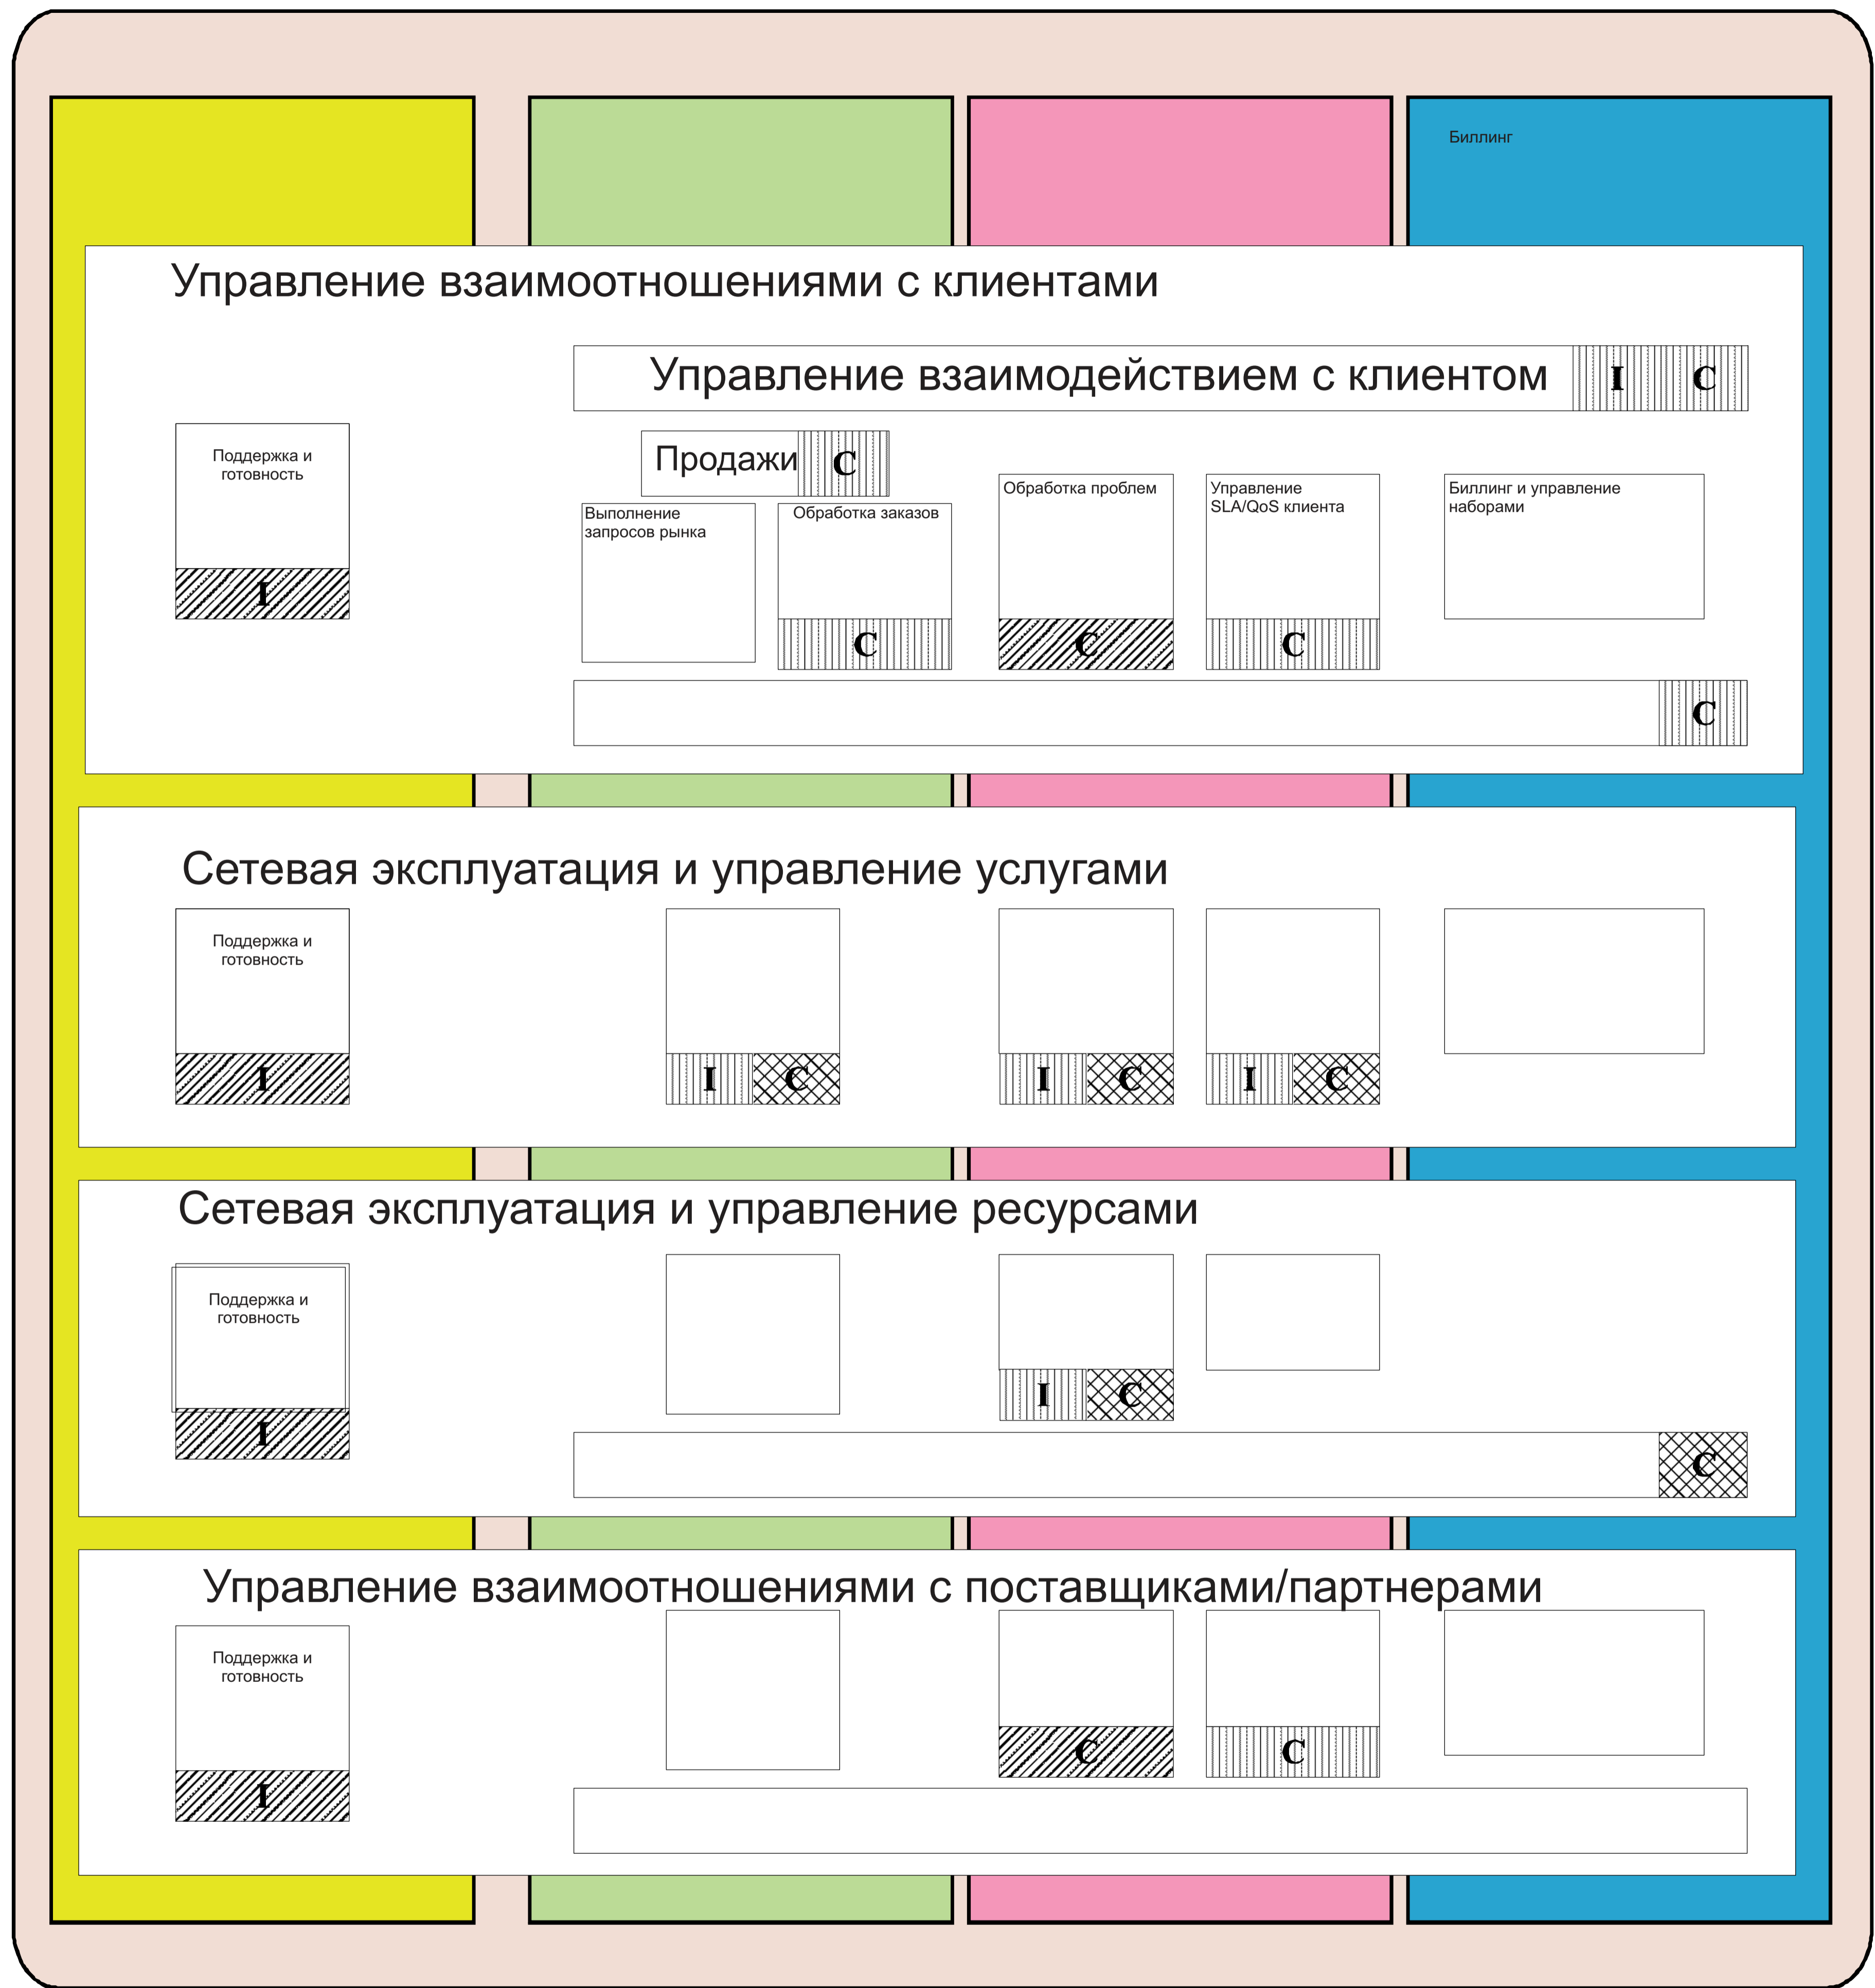 Биллинг
Управление взаимоотношениями с клиентами
Управление взаимодействием с клиентом
I
C
Продажи
C
Поддержка и
готовность
I
Выполнение
запросов рынка
Обработка заказов
C
Обработка проблем
C
Управление
SLA/QoS клиента
C
Биллинг и управление
наборами
C
Сетевая эксплуатация и управление услугами
Поддержка и
готовность
I
I
C
I
C
I
C
Сетевая эксплуатация и управление ресурсами
Поддержка и
готовность
I
I
C
C
Управление взаимоотношениями с поставщиками/партнерами
Поддержка и
готовность
I
C
C